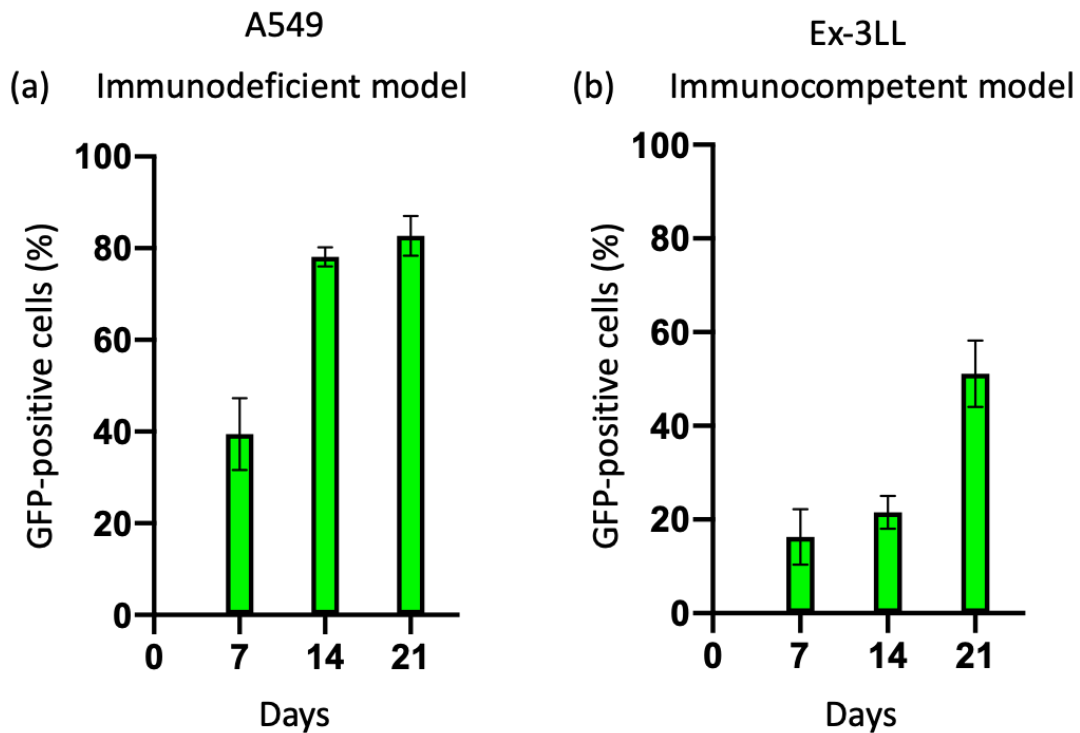 A549
(a) Immunodeficient model
GFP-positive cells (%)
100
80
60
40
20
0
0 7 14 21
Days
Ex-3LL
(b) Immunocompetent model
GFP-positive cells (%)
100
80
60
40
20
0
0 7 14 21
Days